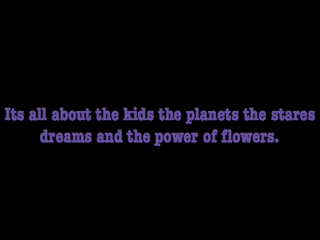 Its all about the kids the planets the stares
dreams and the power of flowers.